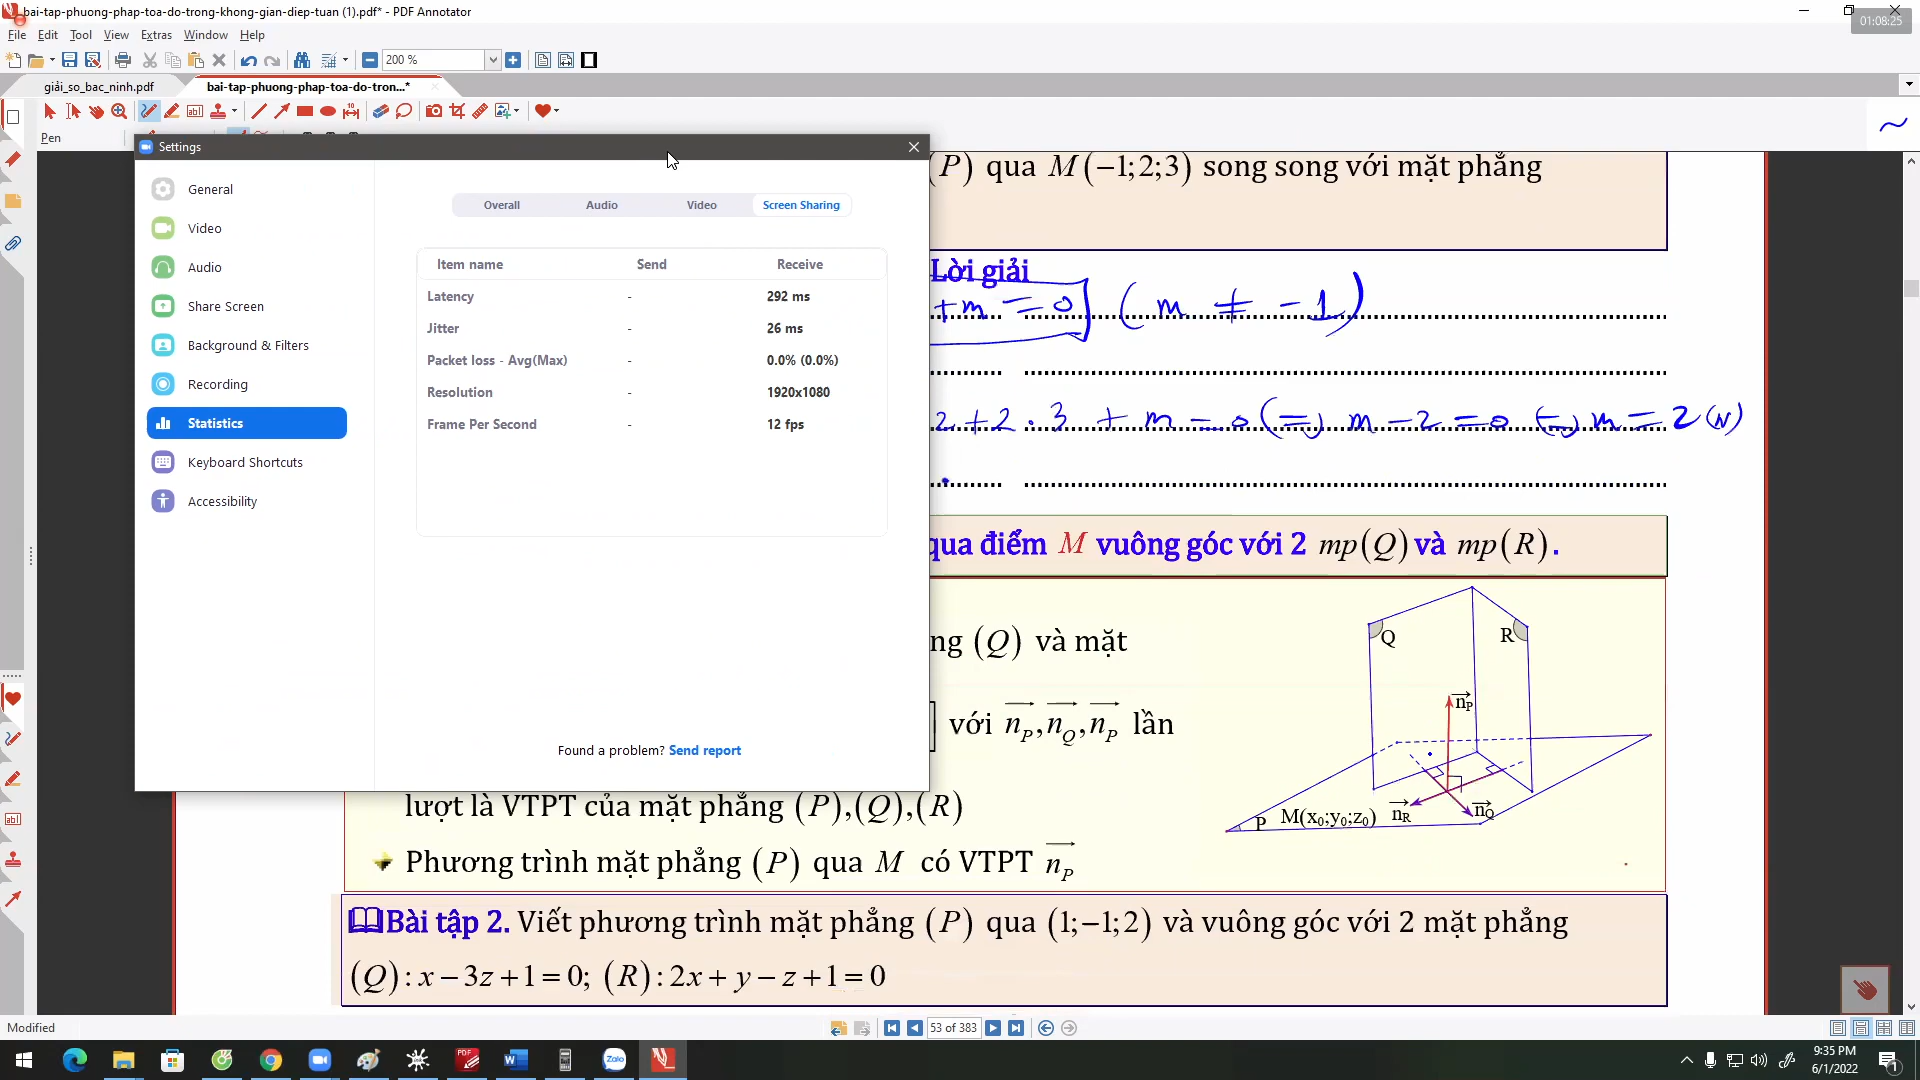 bai-tap-phuong-phap-toa-do-trong-khong-gian-diep-tuan (1).pdf* - PDF Annotator
01:08:25
File Edit Tool View Extras Window Help
200 %
giải_so_bac_ninh.pdf
bai-tap-phuong-phap-toa-do-tron...*
Pen
Settings
General
Video
Audio
Share Screen
Background & Filters
Recording
Statistics
Keyboard Shortcuts
Accessibility
Overall Audio Video Screen Sharing
Item name Send Receive
Latency - 292 ms
Jitter - 26 ms
Packet loss - Avg(Max) - 0.0% (0.0%)
Resolution - 1920x1080
Frame Per Second - 12 fps
Found a problem? Send report
(P) qua M(−1;2;3) song song với mặt phẳng
Lời giải
+m = 0 (m ≠ -1)
2+2.3 + m = 0 (=) m - 2 = 0 (=) m = 2 (N)
qua điểm M vuông góc với 2 mp(Q) và mp(R).
ng (Q) và mặt
] với n_P, n_Q, n_P lần
lượt là VTPT của mặt phẳng (P),(Q),(R)
Phương trình mặt phẳng (P) qua M có VTPT n_P
Q R
n_P
P M(x₀;y₀;z₀) n_R n_Q
Bài tập 2. Viết phương trình mặt phẳng (P) qua (1;−1;2) và vuông góc với 2 mặt phẳng
(Q): x−3z+1=0; (R): 2x+y−z+1=0
Modified
53 of 383
PDF
Zalo
9:35 PM
6/1/2022
1